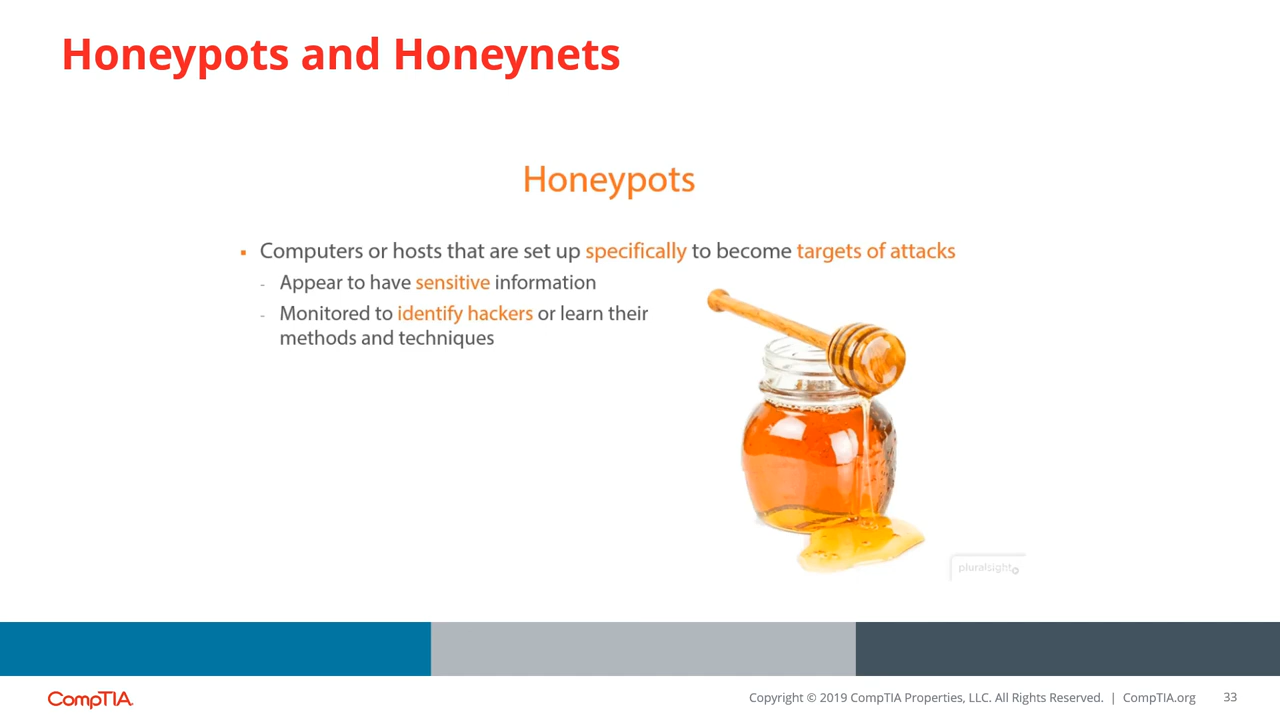 Honeypots and Honeynets
Honeypots
▪ Computers or hosts that are set up specifically to become targets of attacks
- Appear to have sensitive information
- Monitored to identify hackers or learn their
methods and techniques
pluralsight
CompTIA.
Copyright © 2019 CompTIA Properties, LLC. All Rights Reserved. | CompTIA.org 33